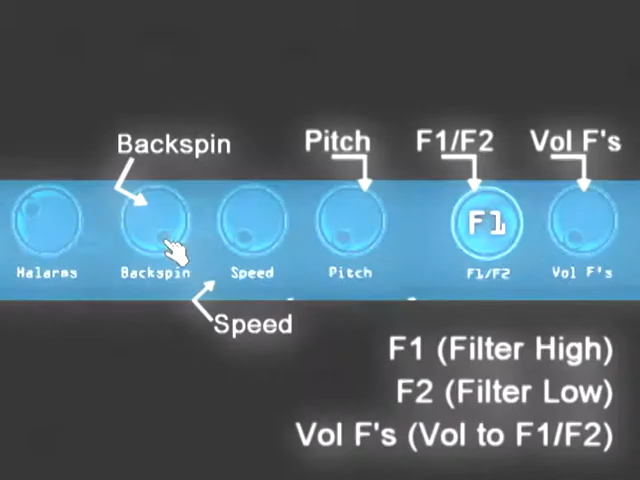 Backspin
Pitch
F1/F2
Vol F's
F1
Halarms
Backspin
Speed
Pitch
F1/F2
Vol F's
Speed
F1 (Filter High)
F2 (Filter Low)
Vol F's (Vol to F1/F2)